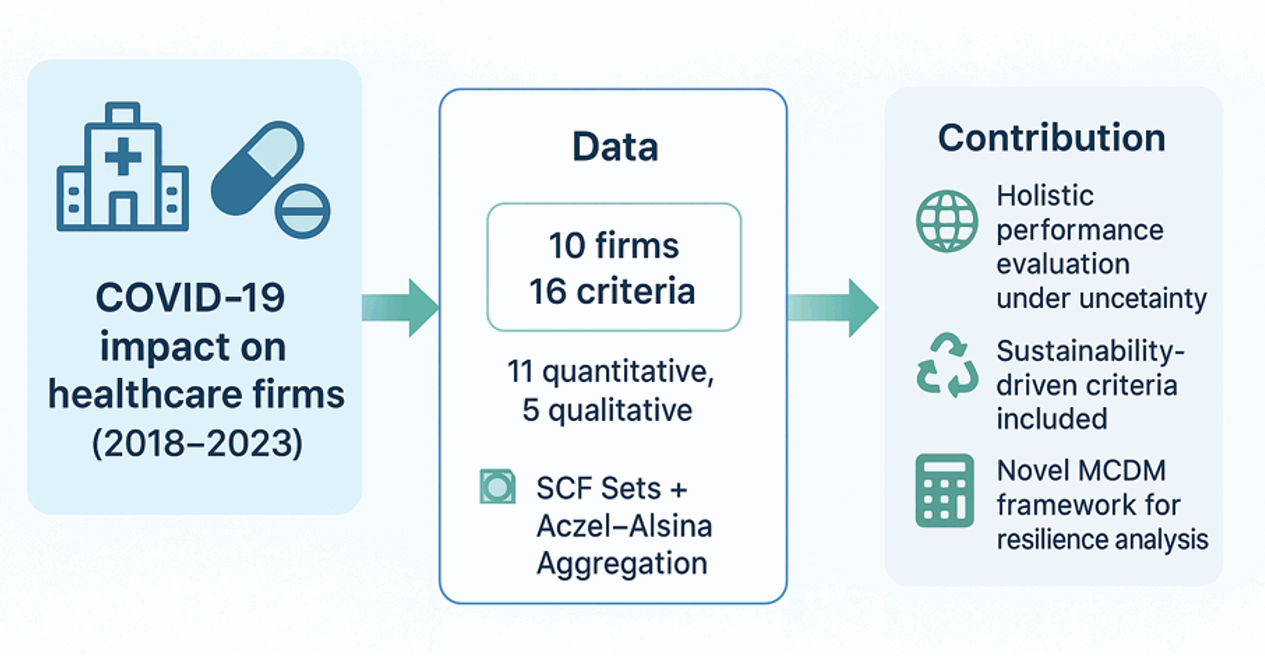 COVID-19
impact on
healthcare firms
(2018–2023)
Data
10 firms
16 criteria
11 quantitative,
5 qualitative
SCF Sets +
Aczel–Alsina
Aggregation
Contribution
Holistic
performance
evaluation
under uncetainty
Sustainability-
driven criteria
included
Novel MCDM
framework for
resilience analysis